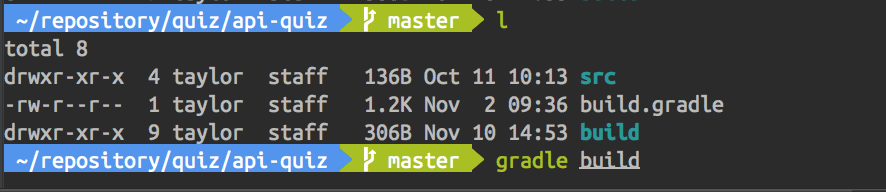 ~/repository/quiz/api-quiz master l
total 8
drwxr-xr-x 4 taylor staff 136B Oct 11 10:13 src
-rw-r--r-- 1 taylor staff 1.2K Nov 2 09:36 build.gradle
drwxr-xr-x 9 taylor staff 306B Nov 10 14:53 build
~/repository/quiz/api-quiz master gradle build